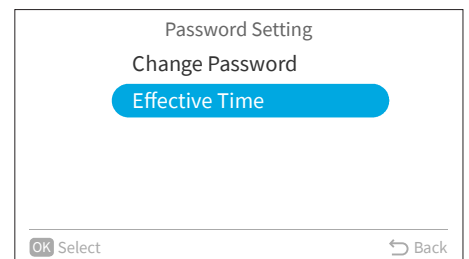 Password Setting
Change Password
Effective Time
OK Select
Back